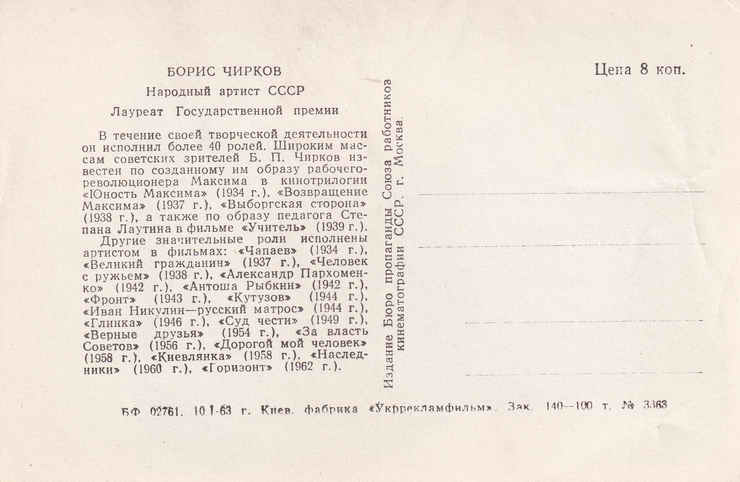 БОРИС ЧИРКОВ
Народный артист СССР
Лауреат Государственной премии
В течение своей творческой деятельности
он исполнил более 40 ролей. Широким мас-
сам советских зрителей Б. П. Чирков из-
вестен по созданному им образу рабочего-
революционера Максима в кинотрилогии
«Юность Максима» (1934 г.), «Возвращение
Максима» (1937 г.), «Выборгская сторона»
(1938 г.), а также по образу педагога Сте-
пана Лаутина в фильме «Учитель» (1939 г.).
Другие значительные роли исполнены
артистом в фильмах: «Чапаев» (1934 г.),
«Великий гражданин» (1937 г.), «Человек
с ружьем» (1938 г.), «Александр Пархомен-
ко» (1942 г.), «Антоша Рыбкин» (1942 г.),
«Фронт» (1943 г.), «Кутузов» (1944 г.),
«Иван Никулин—русский матрос» (1944 г.),
«Глинка» (1946 г.), «Суд чести» (1949 г.),
«Верные друзья» (1954 г.), «За власть
Советов» (1956 г.), «Дорогой мой человек»
(1958 г.), «Киевлянка» (1958 г.), «Наслед-
ники» (1960 г.), «Горизонт» (1962 г.).
Издание Бюро пропаганды Союза работников
кинематографии СССР, г. Москва.
Цена 8 коп.
БФ 02761. 10 I-63 г. Киев. фабрика «Укррекламфильм». Зак. 140—100 т. № 3363